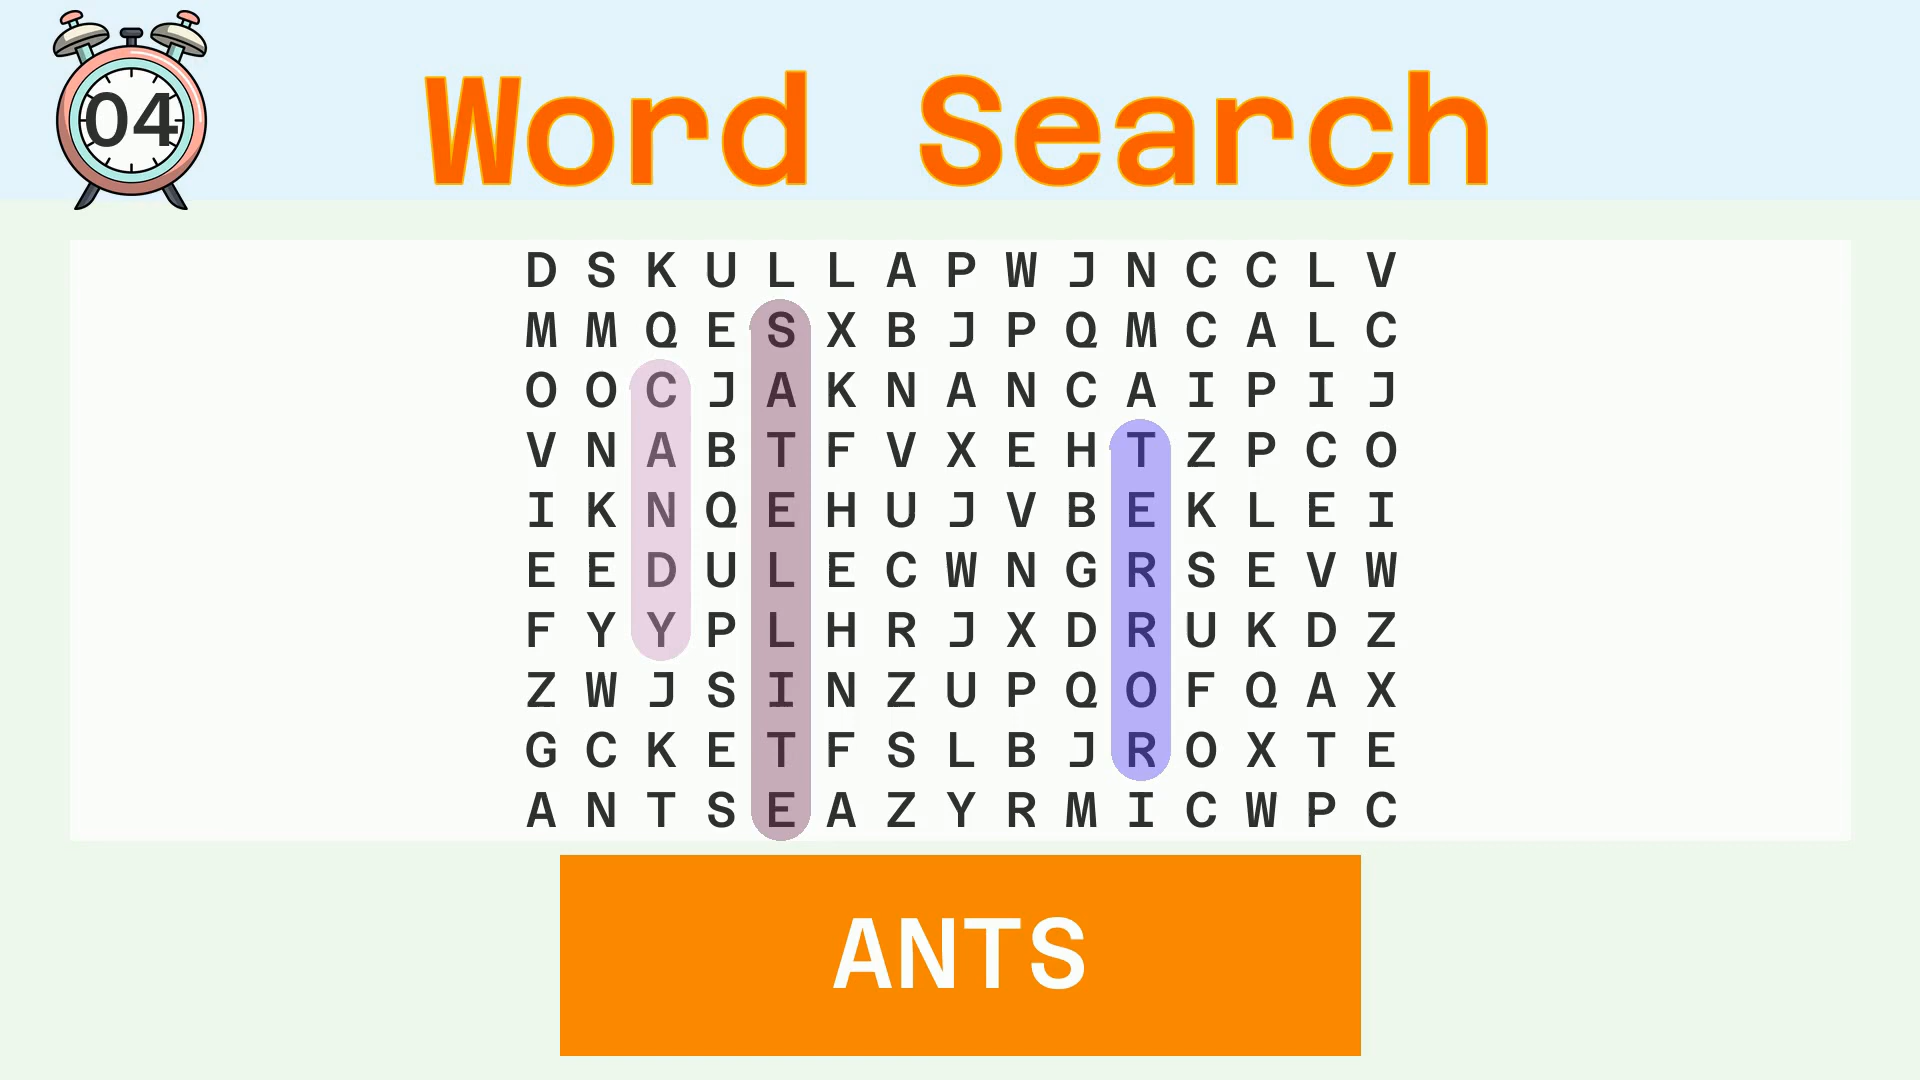 04
Word Search
D S K U L L A P W J N C C L V
M M Q E S X B J P Q M C A L C
O O C J A K N A N C A I P I J
V N A B T F V X E H T Z P C O
I K N Q E H U J V B E K L E I
E E D U L E C W N G R S E V W
F Y Y P L H R J X D R U K D Z
Z W J S I N Z U P Q O F Q A X
G C K E T F S L B J R O X T E
A N T S E A Z Y R M I C W P C
ANTS